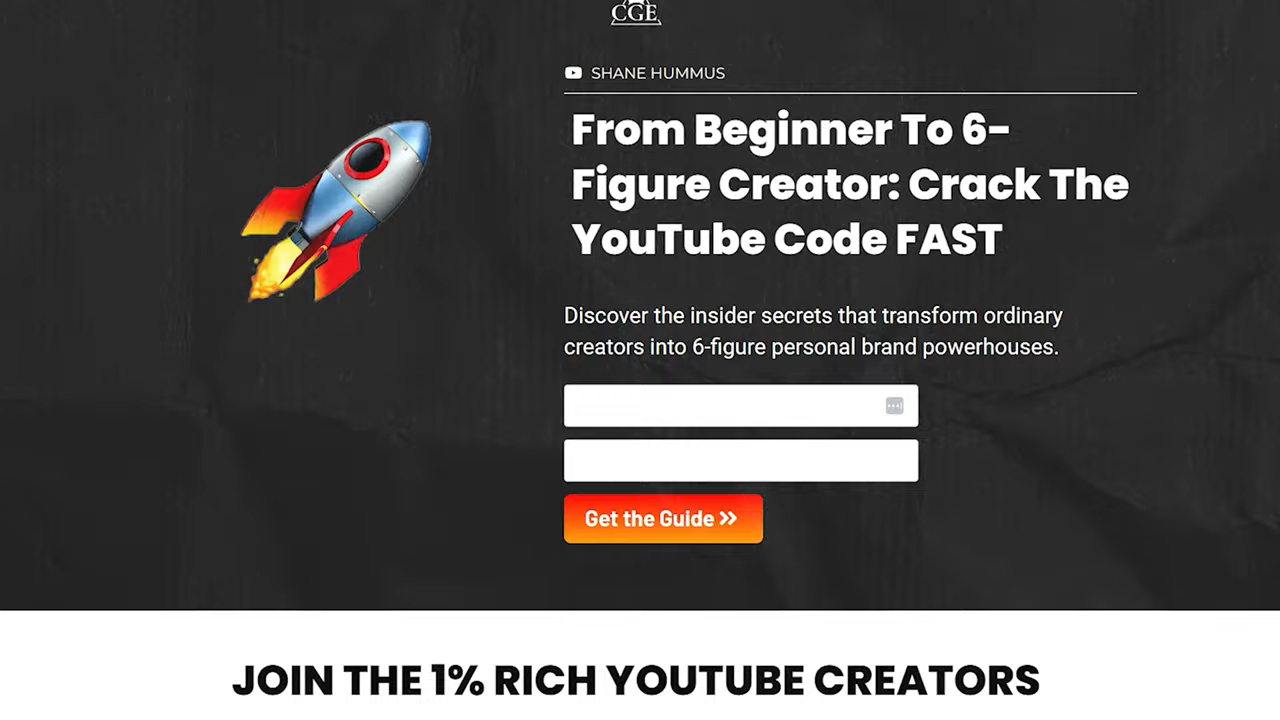 CGE
SHANE HUMMUS
From Beginner To 6-
Figure Creator: Crack The
YouTube Code FAST
Discover the insider secrets that transform ordinary
creators into 6-figure personal brand powerhouses.
Get the Guide »
JOIN THE 1% RICH YOUTUBE CREATORS